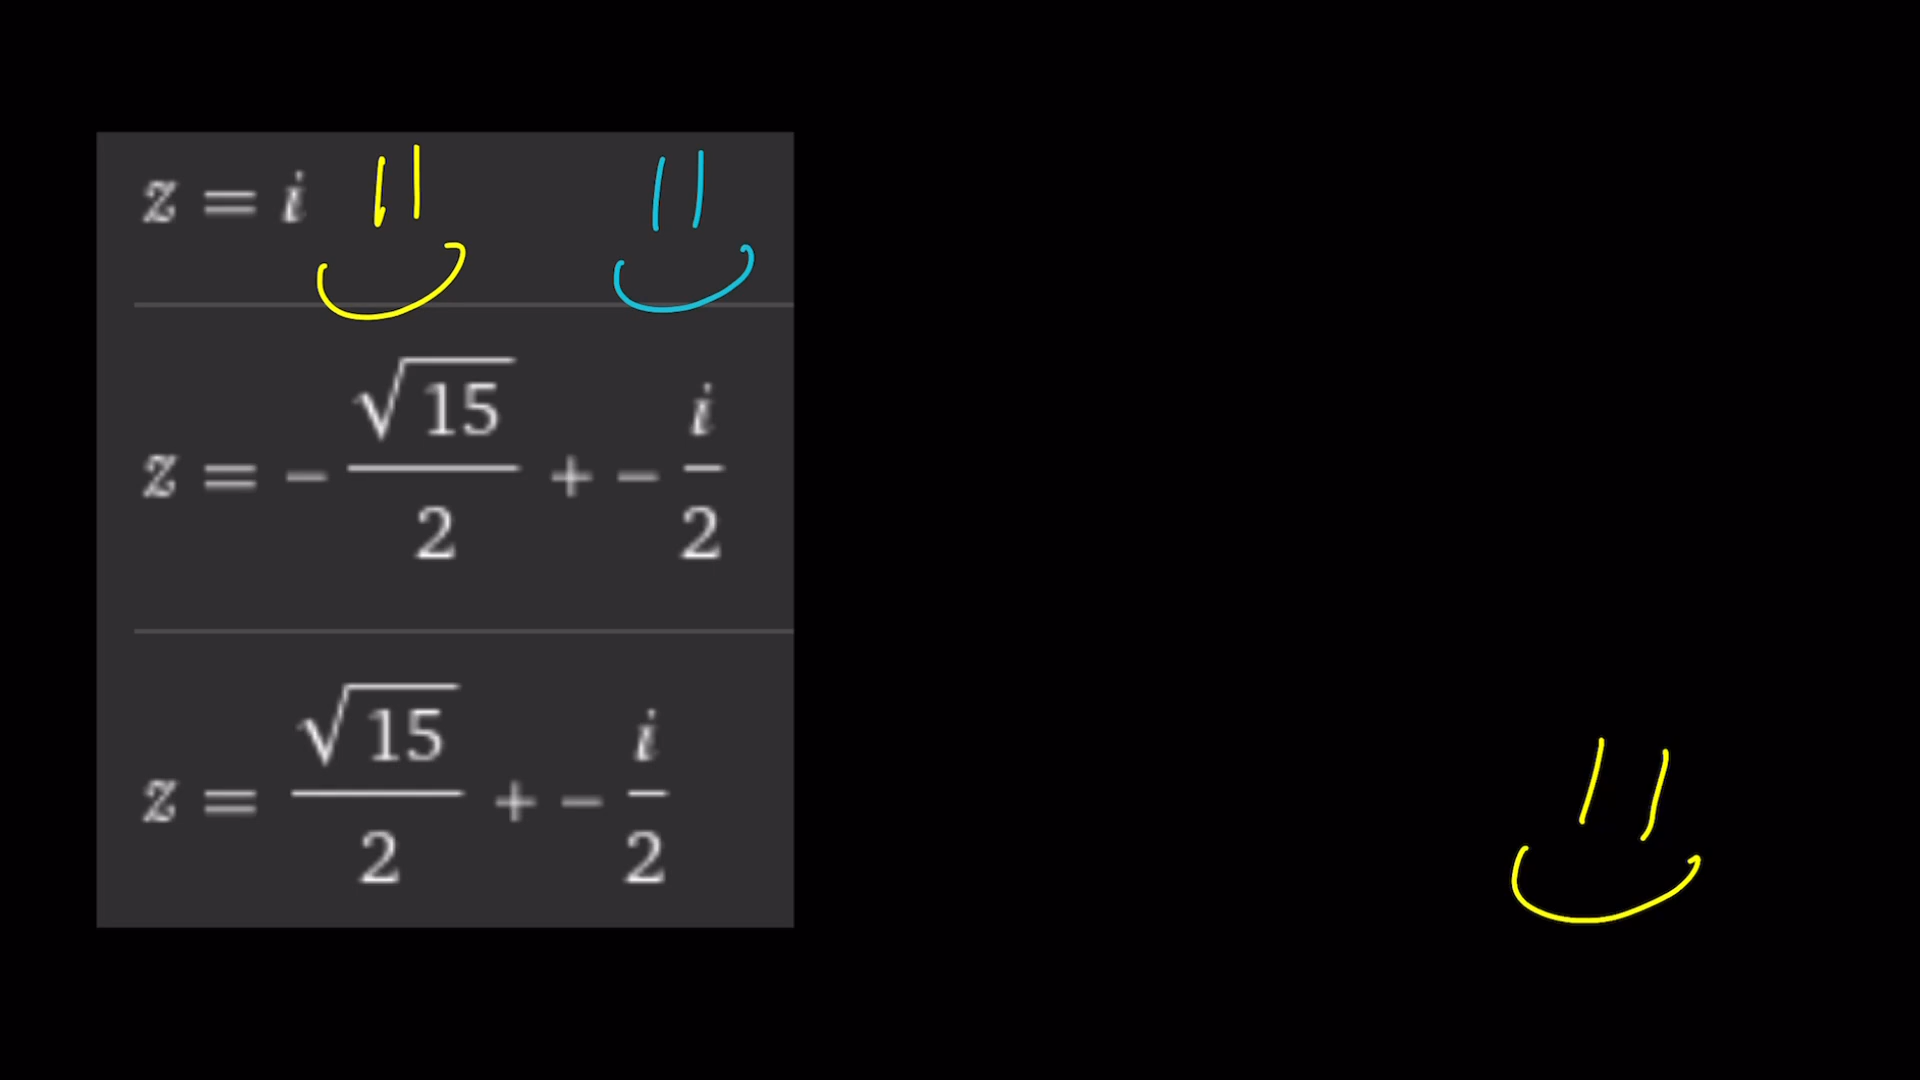 z = i
z = - √15/2 + - i/2
z = √15/2 + - i/2